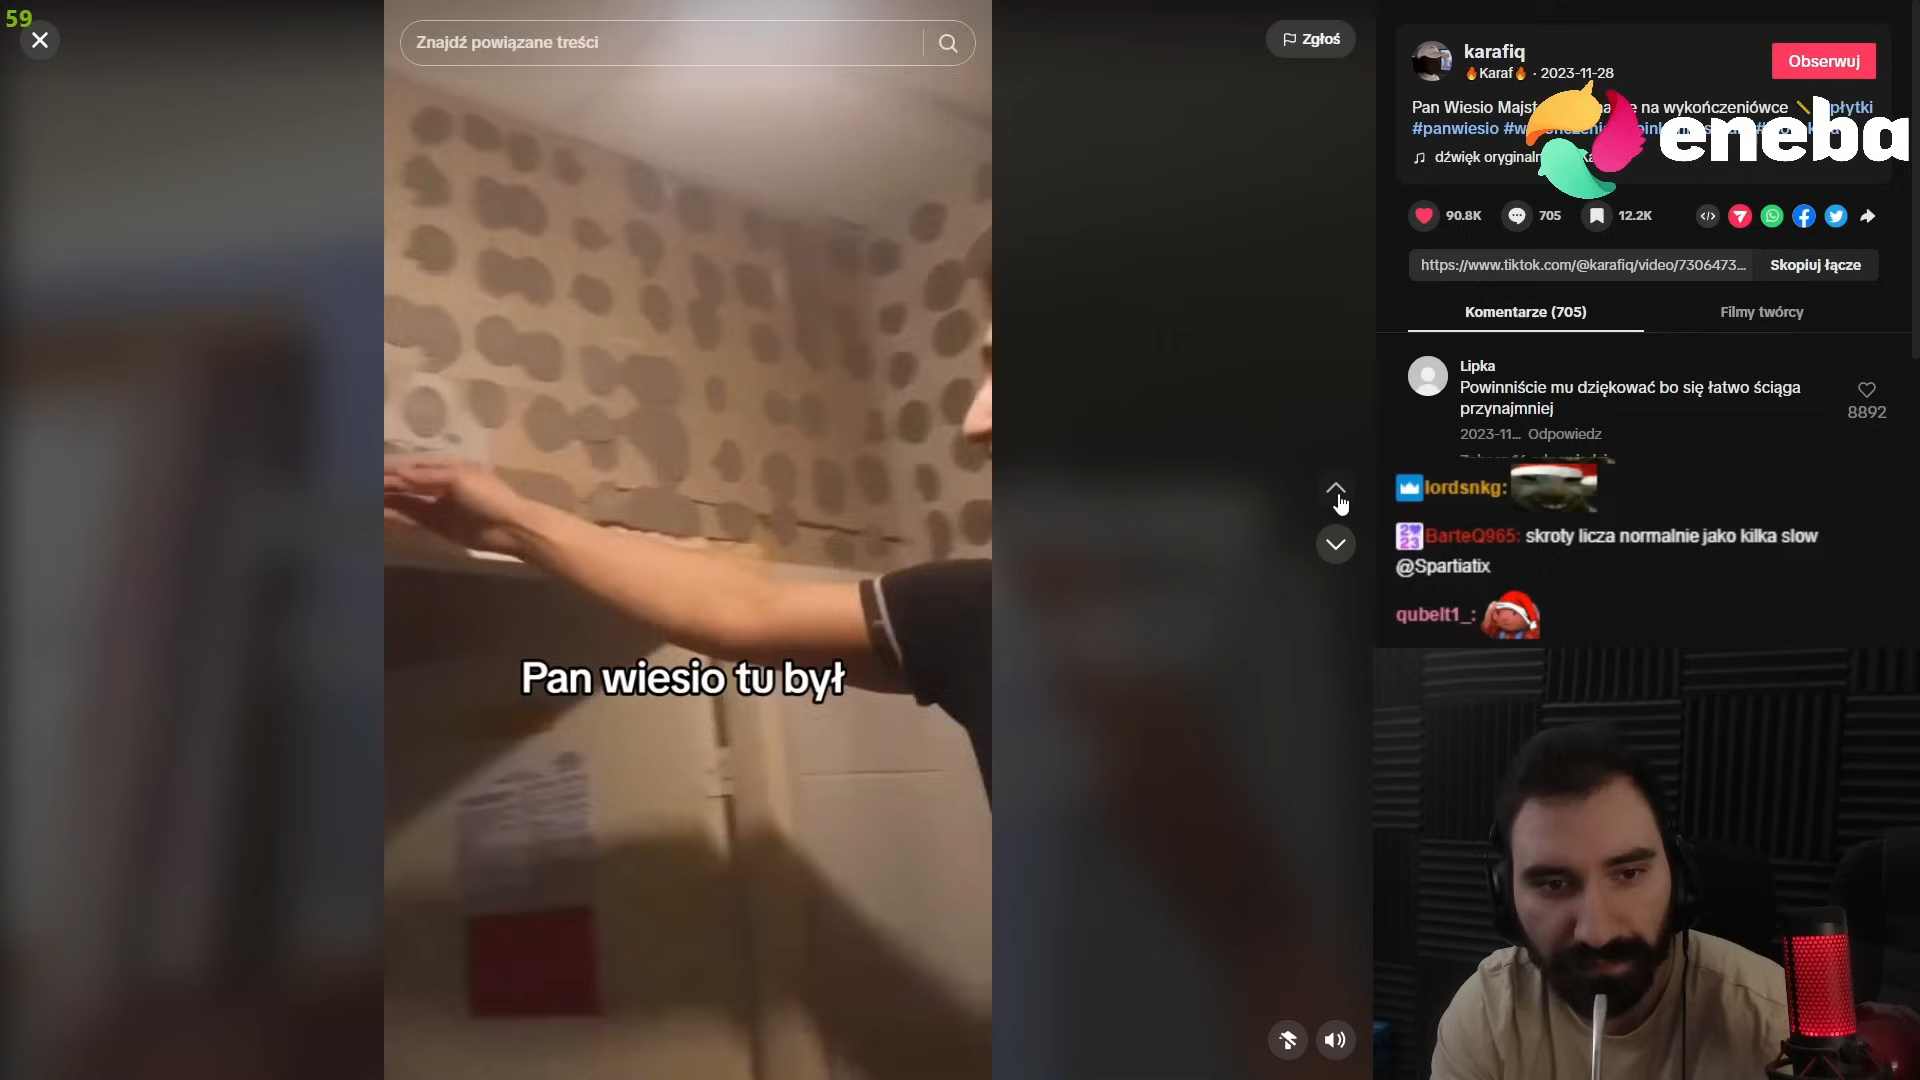 59
Znajdź powiązane treści
Zgłoś
karafiq
🔥Karaf🔥 · 2023-11-28
Obserwuj
Pan Wiesio na wykończeniówce
#panwiesio
dźwięk
eneba
90.8K
705
12.2K
https://www.tiktok.com/@karafiq/video/7306473...
Skopiuj łącze
Komentarze (705)
Filmy twórcy
Lipka
Powinniście mu dziękować bo się łatwo ściąga
przynajmniej
8892
2023-11... Odpowiedz
lordsnkg:
BarteQ965: skroty licza normalnie jako kilka slow
@Spartiatix
qubelt1_:
Pan wiesio tu był